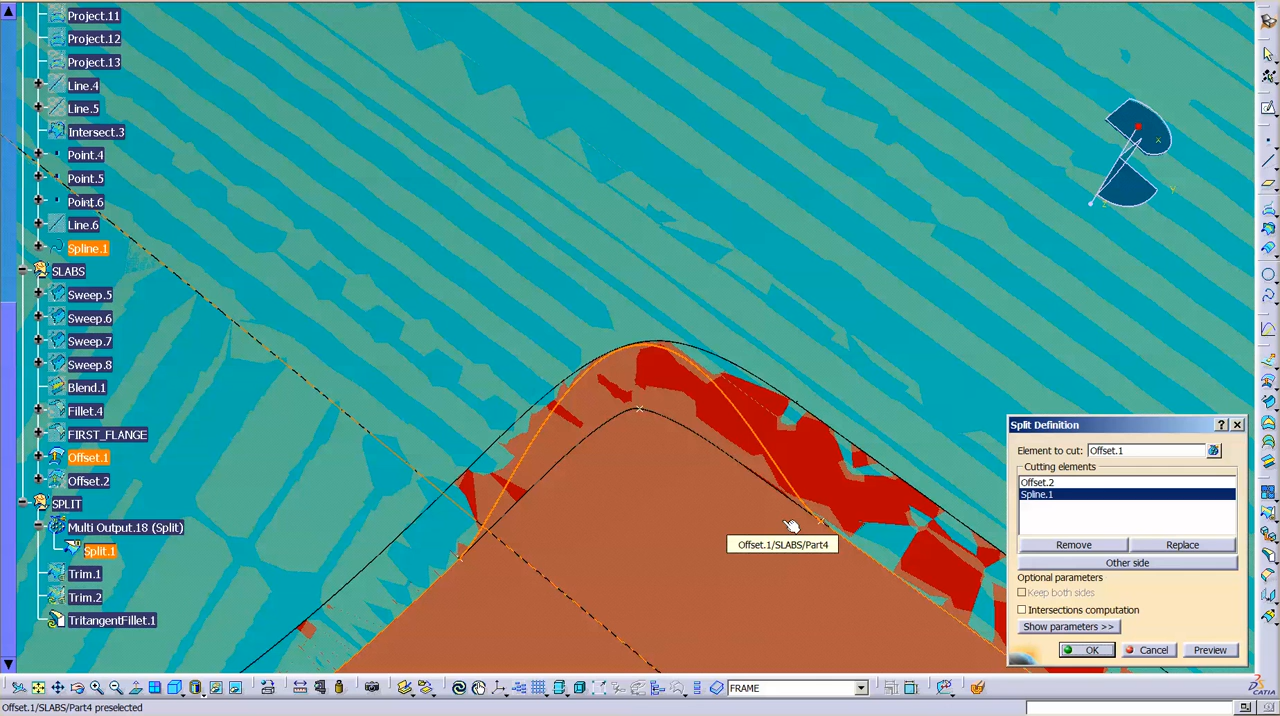 Project.11
Project.12
Project.13
Line.4
Line.5
Intersect.3
Point.4
Point.5
Point.6
Line.6
Spline.1
SLABS
Sweep.5
Sweep.6
Sweep.7
Sweep.8
Blend.1
Fillet.4
FIRST_FLANGE
Offset.1
Offset.2
SPLIT
Multi Output.18 (Split)
Split.1
Trim.1
Trim.2
TritangentFillet.1
X
Y
Offset.1/SLABS/Part4
Split Definition
Element to cut: Offset.1
Cutting elements
Offset.2
Spline.1
Remove
Replace
Other side
Optional parameters
Keep both sides
Intersections computation
Show parameters >>
OK
Cancel
Preview
FRAME
CATIA
Offset.1/SLABS/Part4 preselected